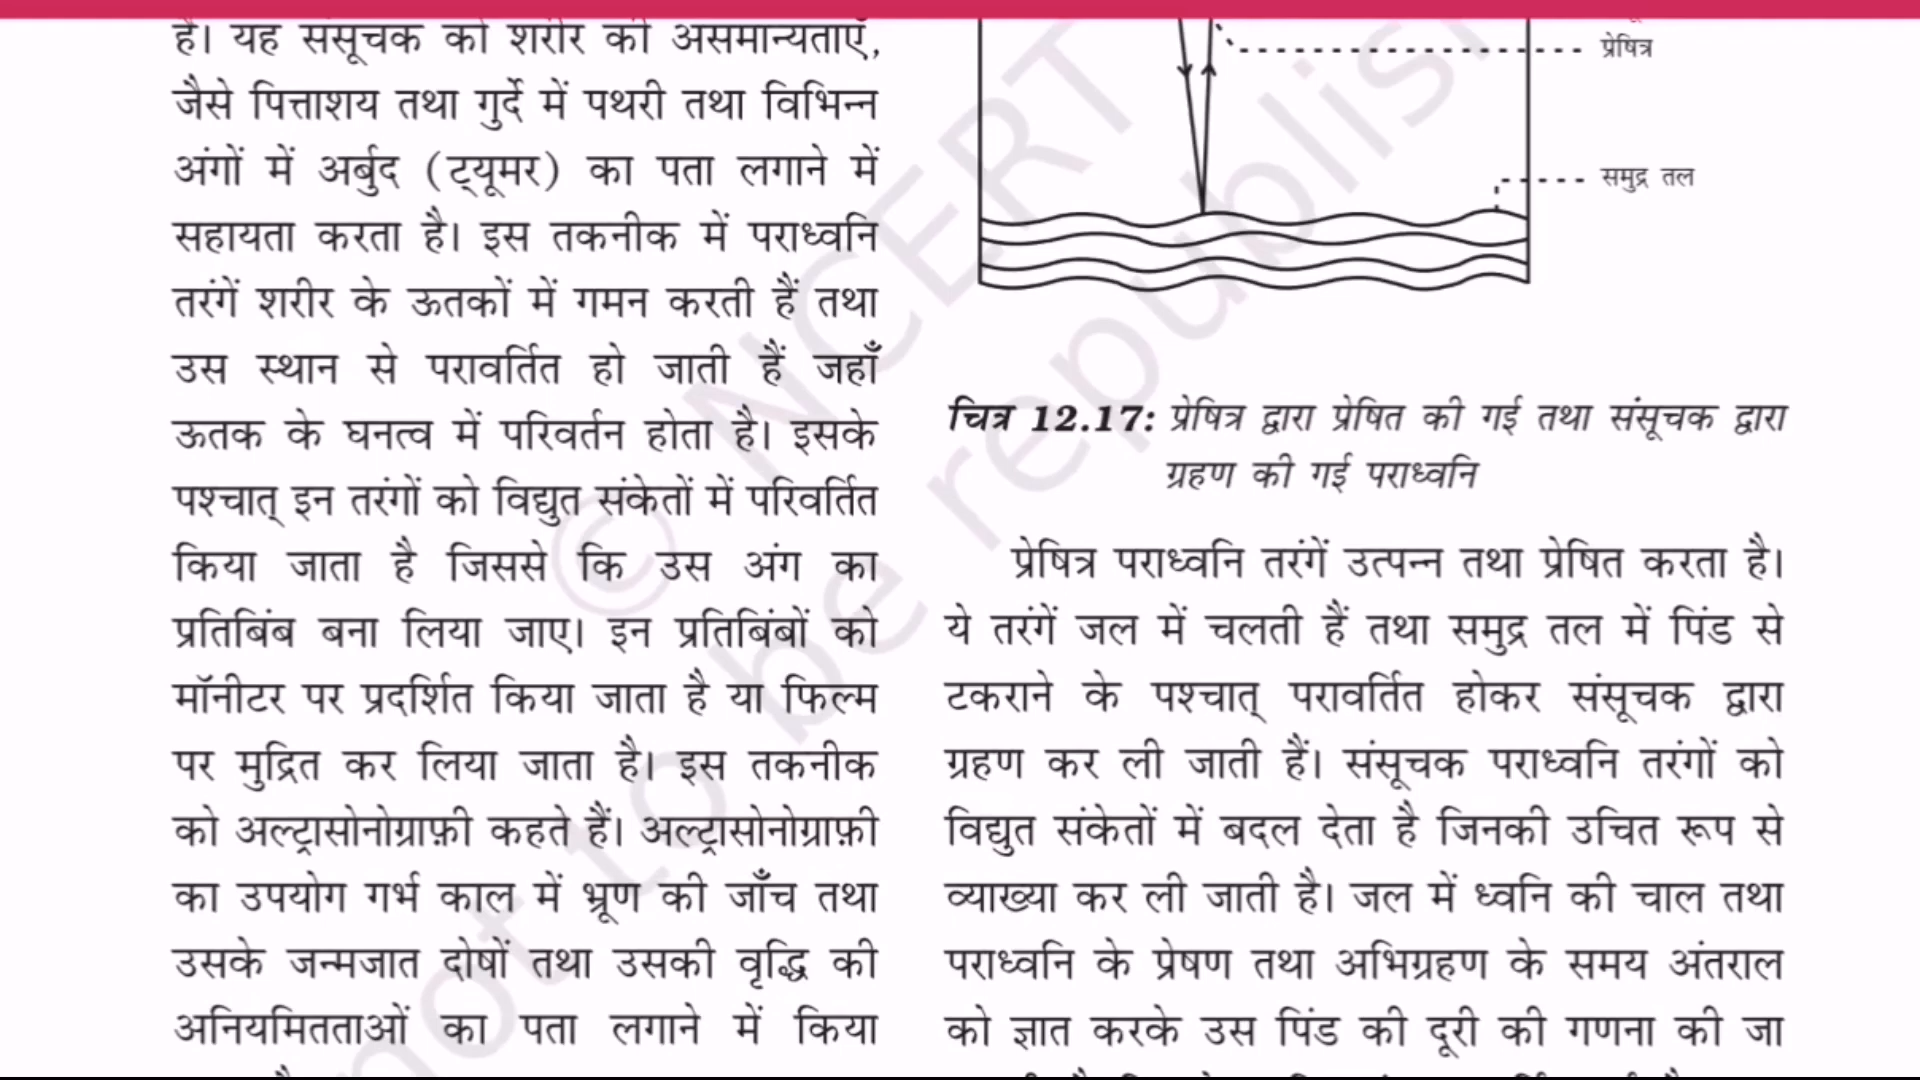 है। यह संसूचक को शरीर की असमान्यताएँ,
जैसे पित्ताशय तथा गुर्दे में पथरी तथा विभिन्न
अंगों में अर्बुद (ट्यूमर) का पता लगाने में
सहायता करता है। इस तकनीक में पराध्वनि
तरंगें शरीर के ऊतकों में गमन करती हैं तथा
उस स्थान से परावर्तित हो जाती हैं जहाँ
ऊतक के घनत्व में परिवर्तन होता है। इसके
पश्चात् इन तरंगों को विद्युत संकेतों में परिवर्तित
किया जाता है जिससे कि उस अंग का
प्रतिबिंब बना लिया जाए। इन प्रतिबिंबों को
मॉनीटर पर प्रदर्शित किया जाता है या फिल्म
पर मुद्रित कर लिया जाता है। इस तकनीक
को अल्ट्रासोनोग्राफ़ी कहते हैं। अल्ट्रासोनोग्राफ़ी
का उपयोग गर्भ काल में भ्रूण की जाँच तथा
उसके जन्मजात दोषों तथा उसकी वृद्धि की
अनियमितताओं का पता लगाने में किया
प्रेषित्र
समुद्र तल
चित्र 12.17: प्रेषित्र द्वारा प्रेषित की गई तथा संसूचक द्वारा
ग्रहण की गई पराध्वनि
प्रेषित्र पराध्वनि तरंगें उत्पन्न तथा प्रेषित करता है।
ये तरंगें जल में चलती हैं तथा समुद्र तल में पिंड से
टकराने के पश्चात् परावर्तित होकर संसूचक द्वारा
ग्रहण कर ली जाती हैं। संसूचक पराध्वनि तरंगों को
विद्युत संकेतों में बदल देता है जिनकी उचित रूप से
व्याख्या कर ली जाती है। जल में ध्वनि की चाल तथा
पराध्वनि के प्रेषण तथा अभिग्रहण के समय अंतराल
को ज्ञात करके उस पिंड की दूरी की गणना की जा
© NCERT
not to be republis